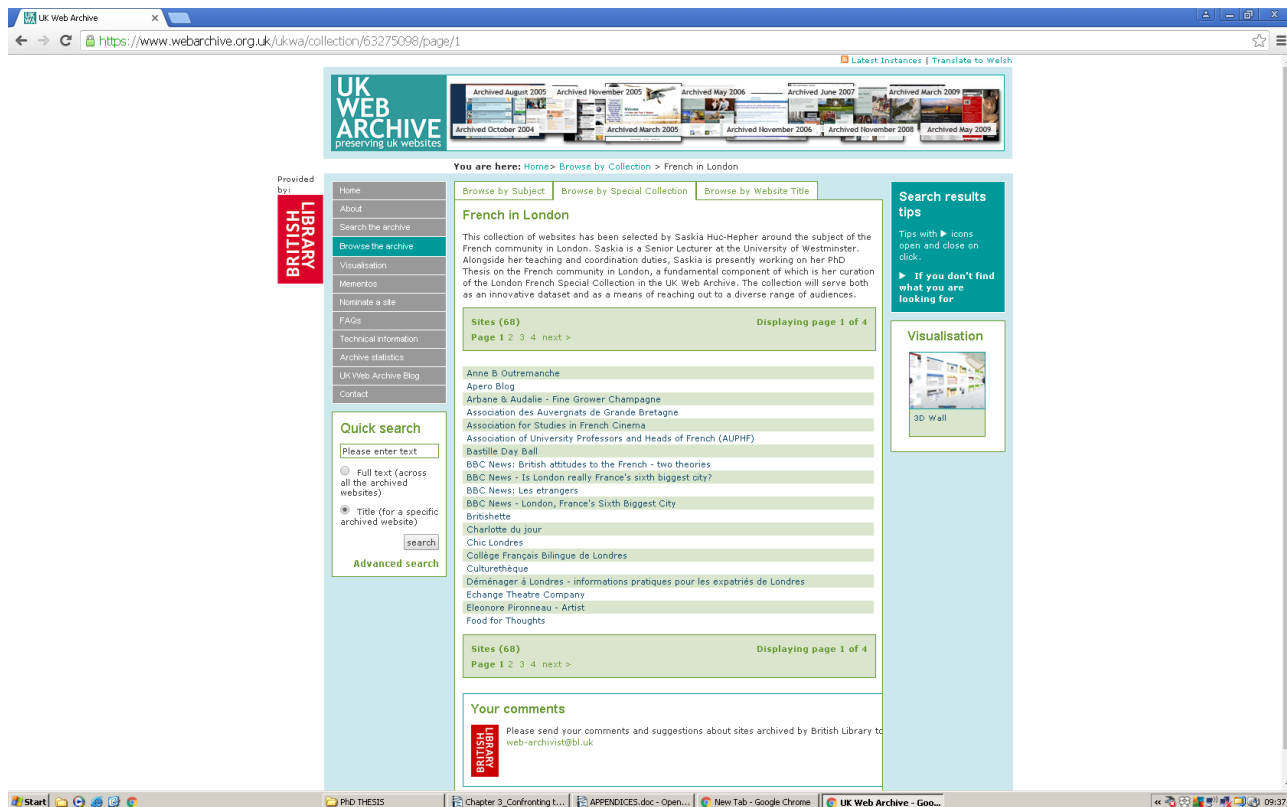 UK Web Archive
https://www.webarchive.org.uk/ukwa/collection/63275098/page/1
Latest Instances | Translate to Welsh
UK
WEB
ARCHIVE
preserving uk websites
Archived August 2005
Archived November 2005
Archived May 2006
Archived June 2007
Archived March 2009
Archived October 2004
Archived March 2005
Archived November 2006
Archived November 2008
Archived May 2009
You are here: Home> Browse by Collection > French in London
Provided
by:
BRITISH
LIBRARY
Home
About
Search the archive
Browse the archive
Visualisation
Mementos
Nominate a site
FAQs
Technical information
Archive statistics
UK Web Archive Blog
Contact
Quick search
Please enter text
Full text (across
all the archived
websites)
Title (for a specific
archived website)
search
Advanced search
Browse by Subject
Browse by Special Collection
Browse by Website Title
French in London
This collection of websites has been selected by Saskia Huc-Hepher around the subject of the
French community in London. Saskia is a Senior Lecturer at the University of Westminster.
Alongside her teaching and coordination duties, Saskia is presently working on her PhD
Thesis on the French community in London, a fundamental component of which is her curation
of the London French Special Collection in the UK Web Archive. The collection will serve both
as an innovative dataset and as a means of reaching out to a diverse range of audiences.
Sites (68) Displaying page 1 of 4
Page 1 2 3 4 next >
Anne B Outremanche
Apero Blog
Arbane & Audalie - Fine Grower Champagne
Association des Auvergnats de Grande Bretagne
Association for Studies in French Cinema
Association of University Professors and Heads of French (AUPHF)
Bastille Day Ball
BBC News: British attitudes to the French - two theories
BBC News - Is London really France's sixth biggest city?
BBC News: Les etrangers
BBC News - London, France's Sixth Biggest City
Britishette
Charlotte du jour
Chic Londres
Collège Français Bilingue de Londres
Culturethèque
Déménager à Londres - informations pratiques pour les expatriés de Londres
Echange Theatre Company
Eleonore Pironneau - Artist
Food for Thoughts
Sites (68) Displaying page 1 of 4
Page 1 2 3 4 next >
Your comments
BRITISH
LIBRARY
Please send your comments and suggestions about sites archived by British Library to
web-archivist@bl.uk
Search results
tips
Tips with ► icons
open and close on
click.
► If you don't find
what you are
looking for
Visualisation
3D Wall
Start
PhD THESIS
Chapter 3_Confronting t...
APPENDICES.doc - Open...
New Tab - Google Chrome
UK Web Archive - Goo...